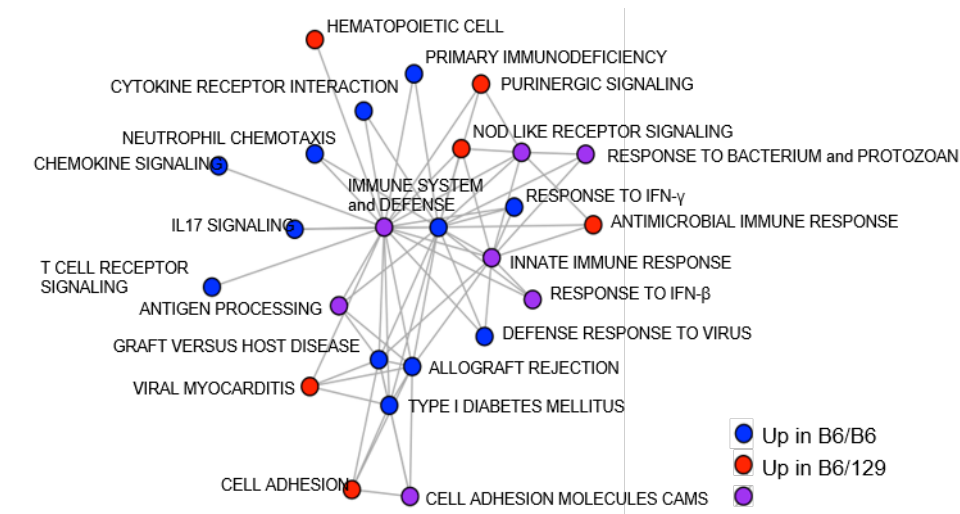 HEMATOPOIETIC CELL
PRIMARY IMMUNODEFICIENCY
CYTOKINE RECEPTOR INTERACTION
PURINERGIC SIGNALING
NEUTROPHIL CHEMOTAXIS
NOD LIKE RECEPTOR SIGNALING
CHEMOKINE SIGNALING
RESPONSE TO BACTERIUM and PROTOZOAN
IMMUNE SYSTEM
and DEFENSE
RESPONSE TO IFN-γ
IL17 SIGNALING
ANTIMICROBIAL IMMUNE RESPONSE
T CELL RECEPTOR
SIGNALING
INNATE IMMUNE RESPONSE
ANTIGEN PROCESSING
RESPONSE TO IFN-β
DEFENSE RESPONSE TO VIRUS
GRAFT VERSUS HOST DISEASE
ALLOGRAFT REJECTION
VIRAL MYOCARDITIS
TYPE I DIABETES MELLITUS
Up in B6/B6
Up in B6/129
CELL ADHESION
CELL ADHESION MOLECULES CAMS